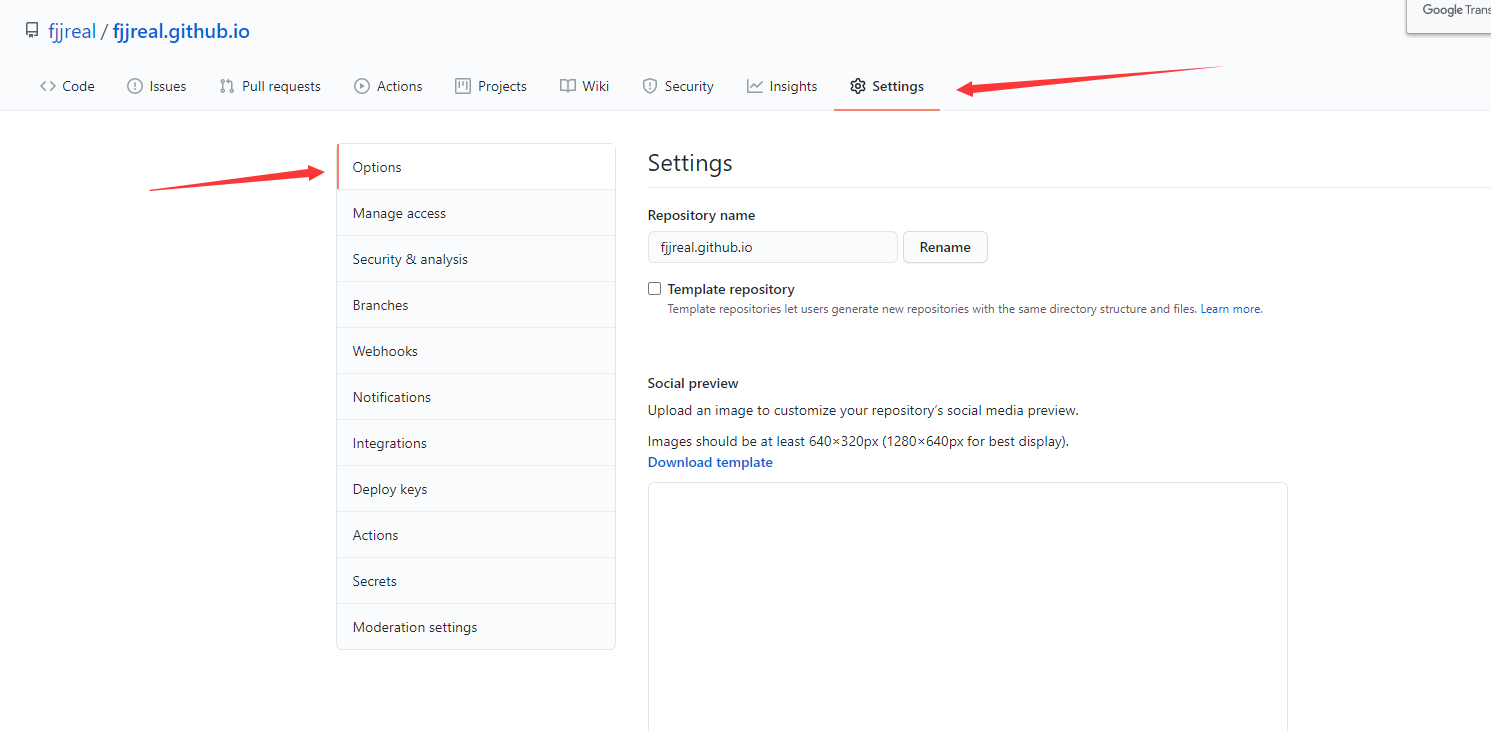 fjjreal / fjjreal.github.io
Google Trans
Code Issues Pull requests Actions Projects Wiki Security Insights Settings
Options
Manage access
Security & analysis
Branches
Webhooks
Notifications
Integrations
Deploy keys
Actions
Secrets
Moderation settings
Settings
Repository name
fjjreal.github.io Rename
Template repository
Template repositories let users generate new repositories with the same directory structure and files. Learn more.
Social preview
Upload an image to customize your repository’s social media preview.
Images should be at least 640×320px (1280×640px for best display).
Download template